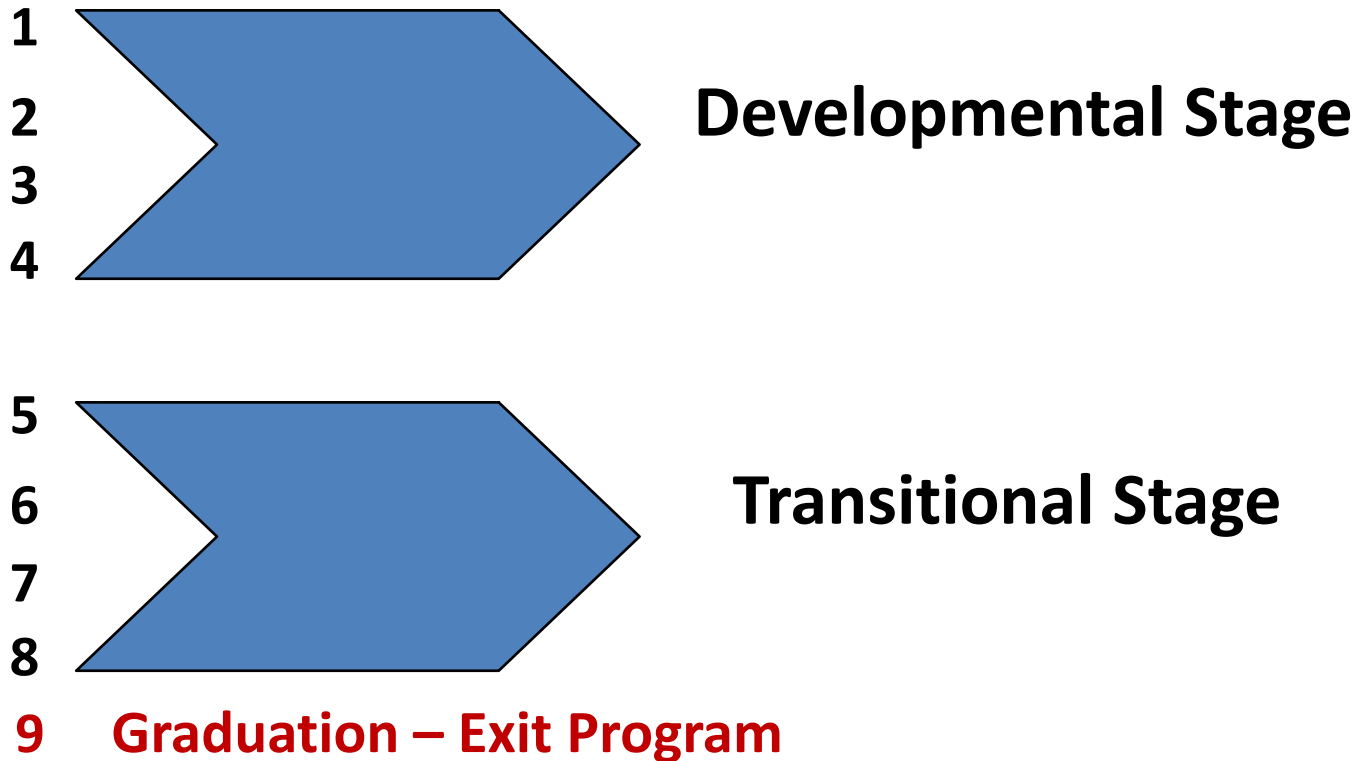 1
2
3
4
Developmental Stage
5
6
7
8
Transitional Stage
9 Graduation – Exit Program